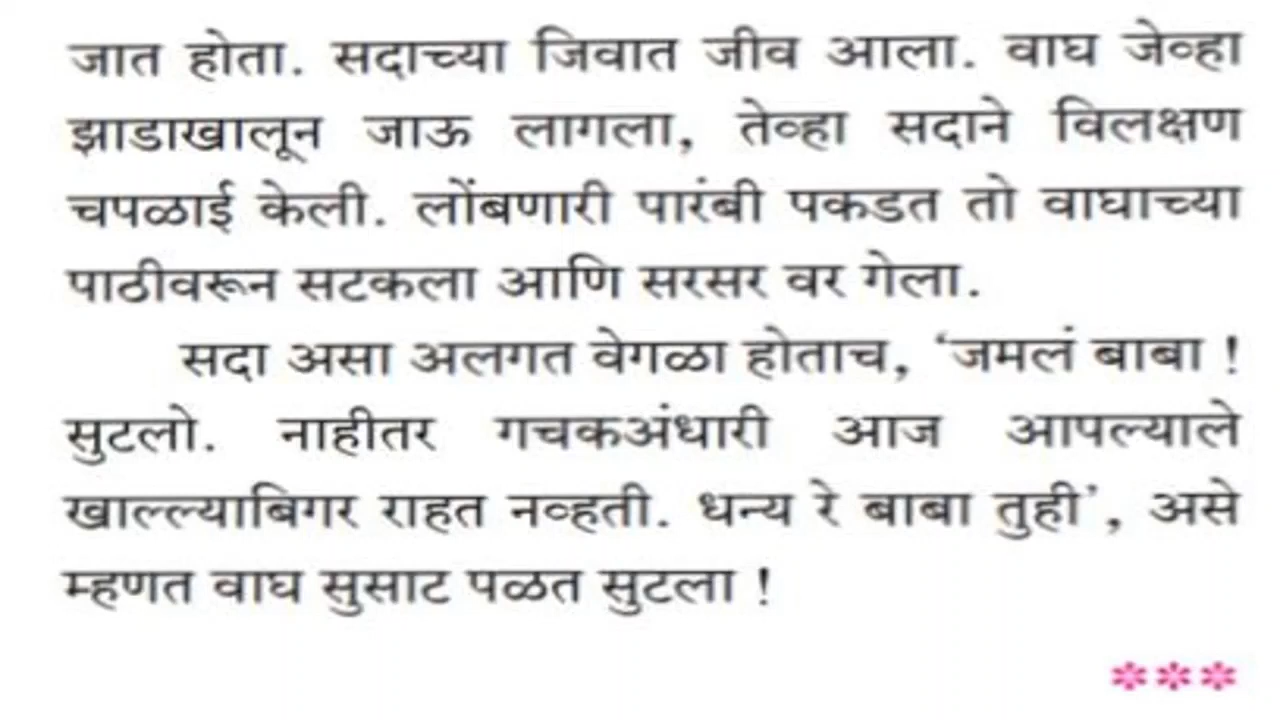 जात होता. सदाच्या जिवात जीव आला. वाघ जेव्हा
झाडाखालून जाऊ लागला, तेव्हा सदाने विलक्षण
चपळाई केली. लोंबणारी पारंबी पकडत तो वाघाच्या
पाठीवरून सटकला आणि सरसर वर गेला.
सदा असा अलगत वेगळा होताच, ‘जमलं बाबा !
सुटलो. नाहीतर गचकअंधारी आज आपल्याले
खाल्ल्याबिगर राहत नव्हती. धन्य रे बाबा तुही’, असे
म्हणत वाघ सुसाट पळत सुटला !
***